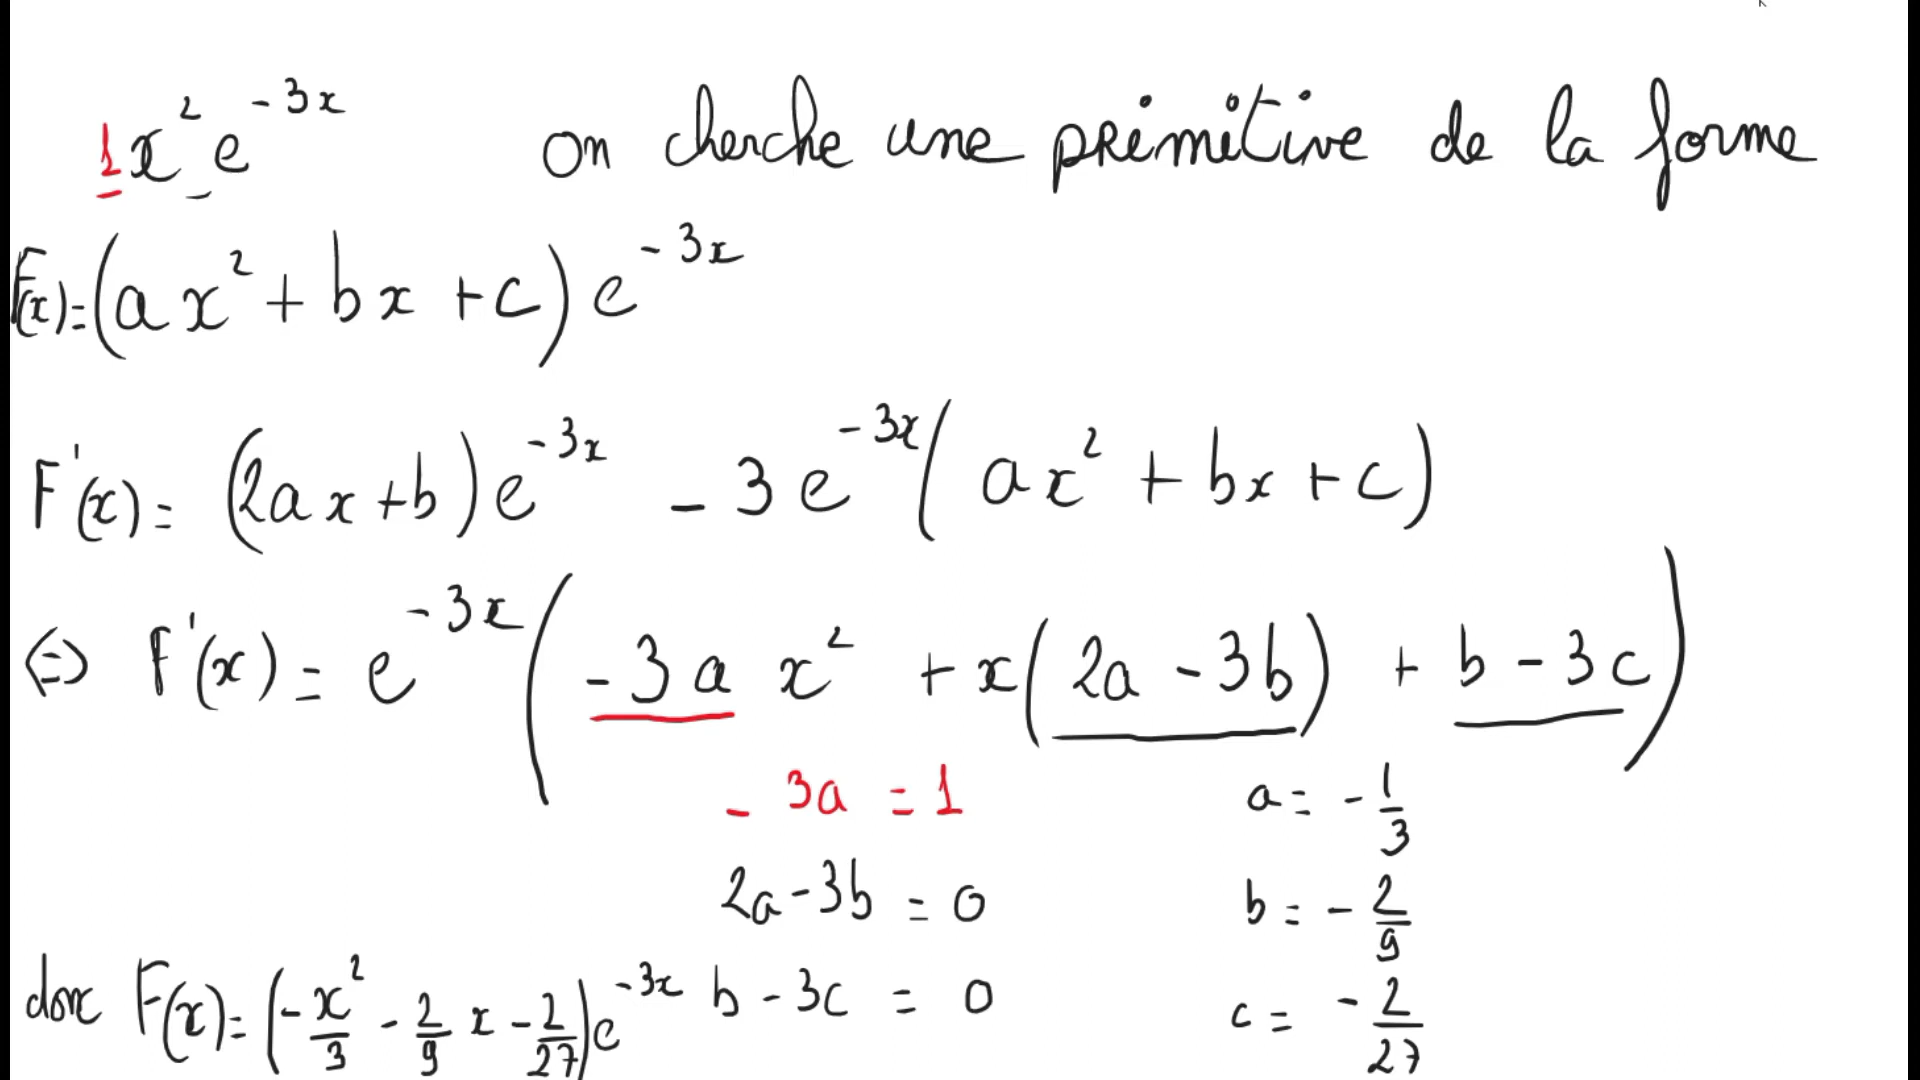 1x²e^{-3x} on cherche une primitive de la forme
F(x)=(ax² + bx + c)e^{-3x}
F'(x) = (2ax+b)e^{-3x} - 3e^{-3x}(ax² + bx + c)
⇔ F'(x) = e^{-3x}(-3a x² + x(2a - 3b) + b - 3c)
- 3a = 1 a = - 1/3
2a - 3b = 0 b = - 2/9
b - 3c = 0 c = - 2/27
donc F(x) = (- x²/3 - 2/9 x - 2/27)e^{-3x}